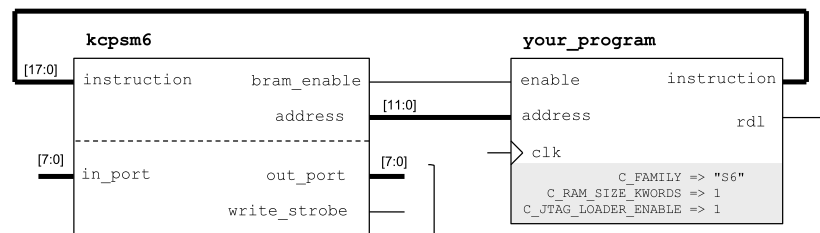 kcpsm6
your_program
[17:0]
instruction
bram_enable
enable
instruction
[11:0]
address
address
rdl
clk
[7:0]
in_port
out_port
[7:0]
write_strobe
C_FAMILY => "S6"
C_RAM_SIZE_KWORDS => 1
C_JTAG_LOADER_ENABLE => 1